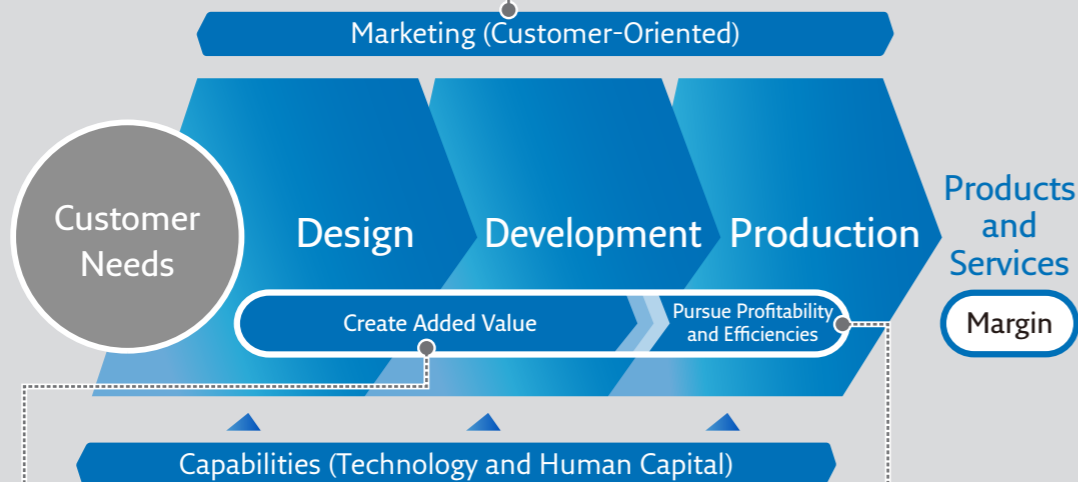 Marketing (Customer-Oriented)
Customer
Needs
Design
Development
Production
Products
and
Services
Margin
Create Added Value
Pursue Profitability
and Efficiencies
Capabilities (Technology and Human Capital)